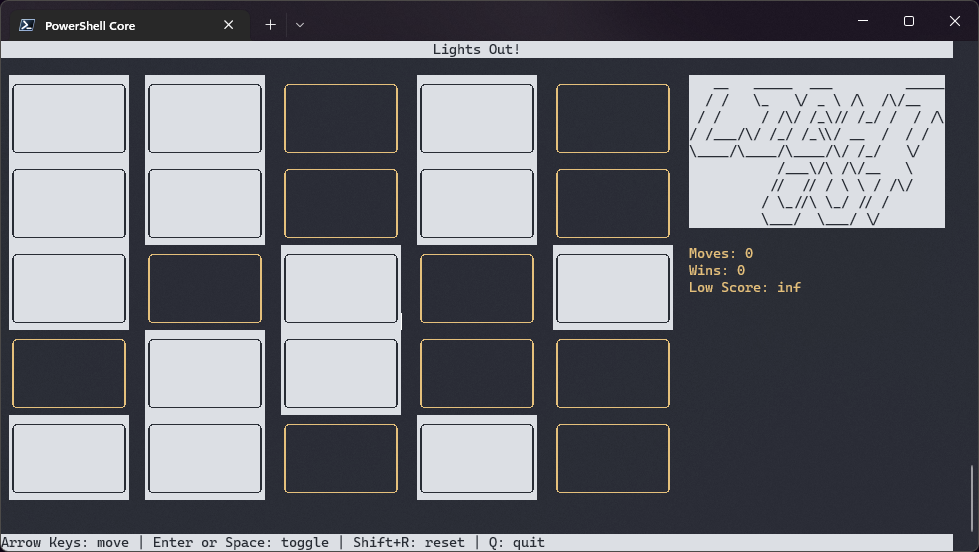 PowerShell Core
Lights Out!
Moves: 0
Wins: 0
Low Score: inf
Arrow Keys: move | Enter or Space: toggle | Shift+R: reset | Q: quit